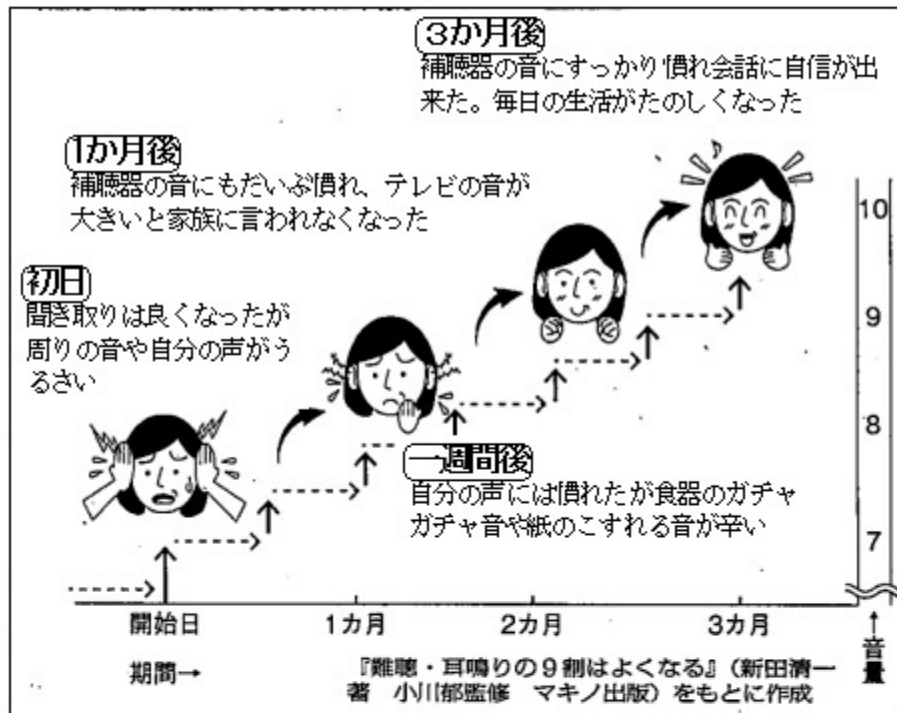 3か月後
補聴器の音にすっかり慣れ会話に自信が出
来た。毎日の生活がたのしくなった
1か月後
補聴器の音にもだいぶ慣れ、テレビの音が
大きいと家族に言われなくなった
初日
聞き取りは良くなったが
周りの音や自分の声がう
るさい
一週間後
自分の声には慣れたが食器のガチャ
ガチャ音や紙のこすれる音が辛い
10
9
8
7
開始日 1カ月 2カ月 3カ月
期間→
↑音量
『難聴・耳鳴りの9割はよくなる』(新田清一
著 小川郁監修 マキノ出版)をもとに作成